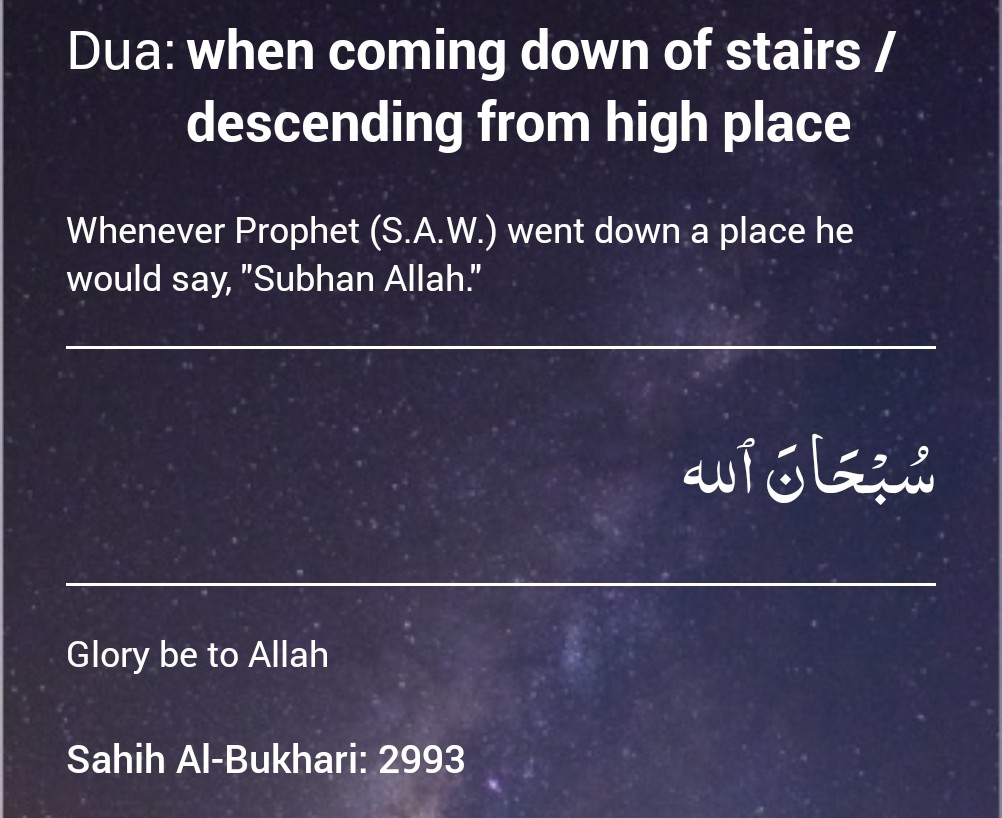 Dua: when coming down of stairs /
descending from high place
Whenever Prophet (S.A.W.) went down a place he
would say, "Subhan Allah."
سُبْحَانَ ٱلله
Glory be to Allah
Sahih Al-Bukhari: 2993